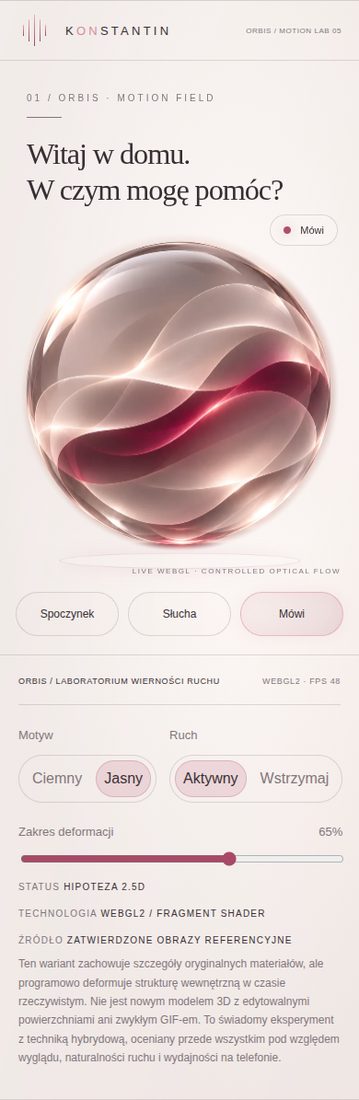 KONSTANTIN
ORBIS / MOTION LAB 05
01 / ORBIS · MOTION FIELD
Witaj w domu.
W czym mogę pomóc?
Mówi
LIVE WEBGL · CONTROLLED OPTICAL FLOW
Spoczynek
Słucha
Mówi
ORBIS / LABORATORIUM WIERNOŚCI RUCHU
WEBGL2 · FPS 48
Motyw
Ruch
Ciemny
Jasny
Aktywny
Wstrzymaj
Zakres deformacji
65%
STATUS HIPOTEZA 2.5D
TECHNOLOGIA WEBGL2 / FRAGMENT SHADER
ŹRÓDŁO ZATWIERDZONE OBRAZY REFERENCYJNE
Ten wariant zachowuje szczegóły oryginalnych materiałów, ale
programowo deformuje strukturę wewnętrzną w czasie
rzeczywistym. Nie jest nowym modelem 3D z edytowalnymi
powierzchniami ani zwykłym GIF-em. To świadomy eksperyment
z techniką hybrydową, oceniany przede wszystkim pod względem
wyglądu, naturalności ruchu i wydajności na telefonie.